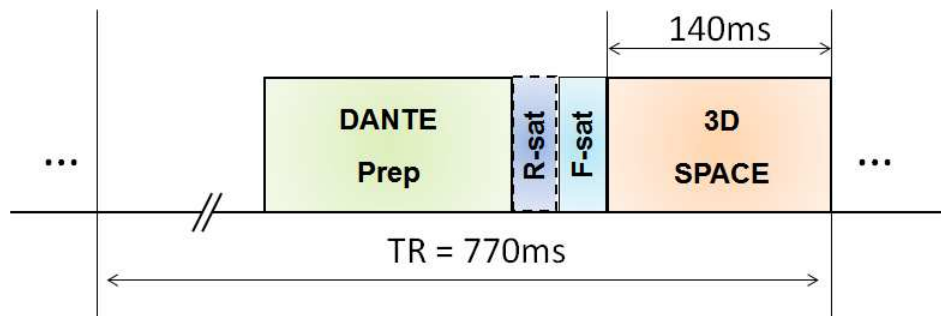 140ms
DANTE
Prep
R-sat
F-sat
3D
SPACE
...
...
TR = 770ms